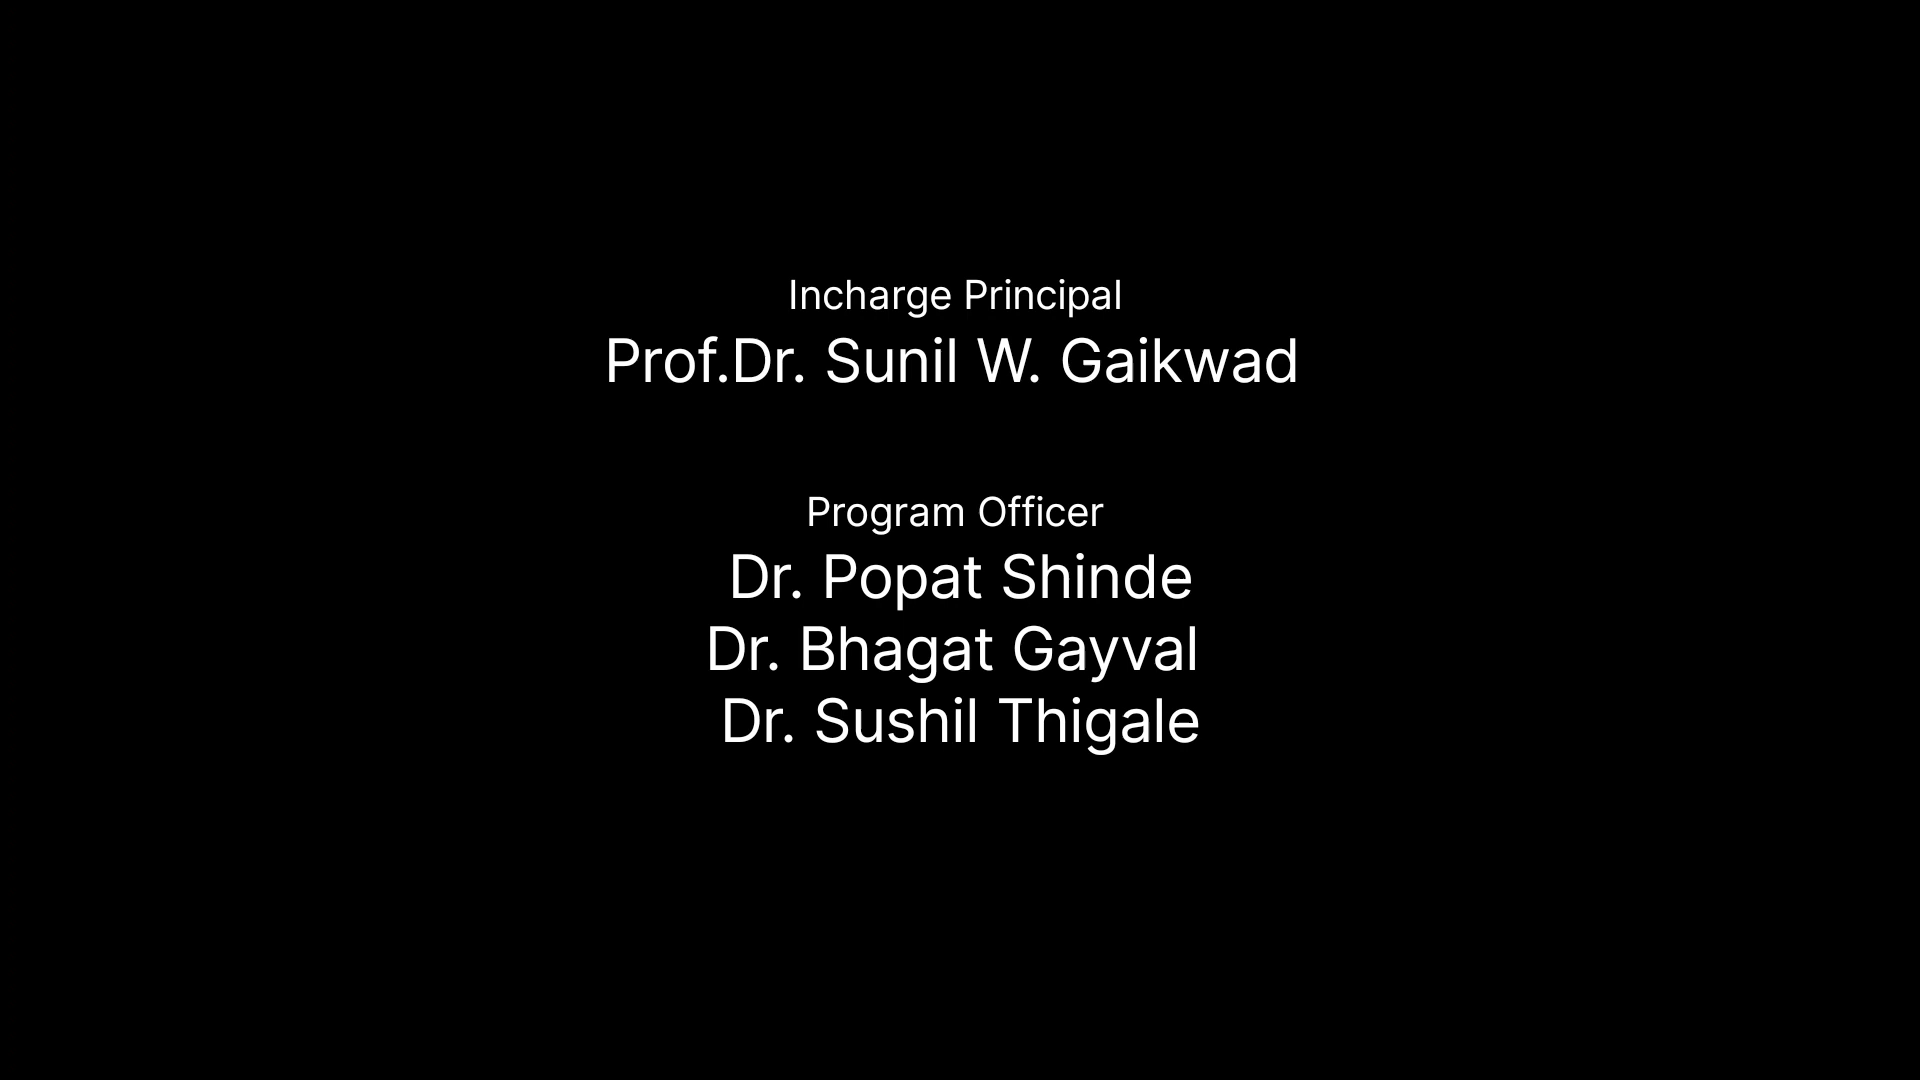 Incharge Principal
Prof.Dr. Sunil W. Gaikwad
Program Officer
Dr. Popat Shinde
Dr. Bhagat Gayval
Dr. Sushil Thigale